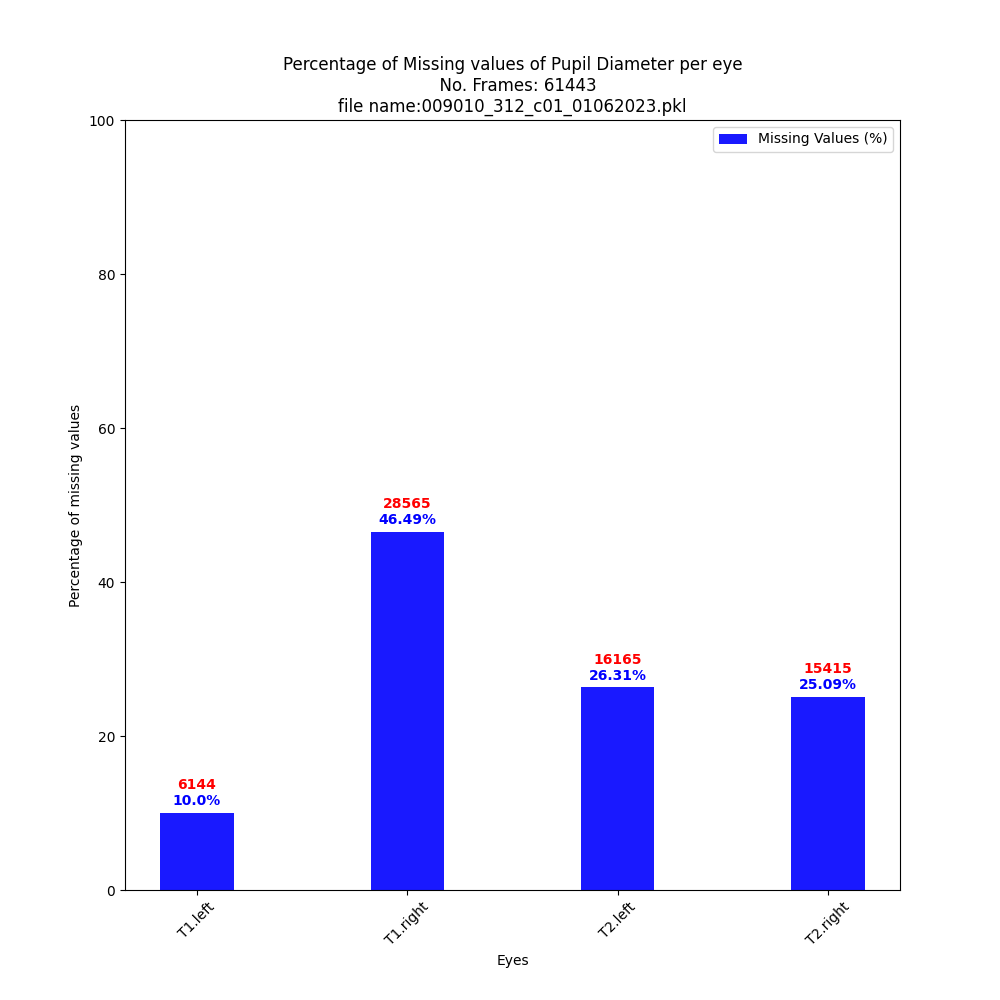 Percentage of Missing values of Pupil Diameter per eye
No. Frames: 61443
file name:009010_312_c01_01062023.pkl
Missing Values (%)
100
80
60
40
20
0
Percentage of missing values
6144
10.0%
28565
46.49%
16165
26.31%
15415
25.09%
T1.left
T1.right
T2.left
T2.right
Eyes